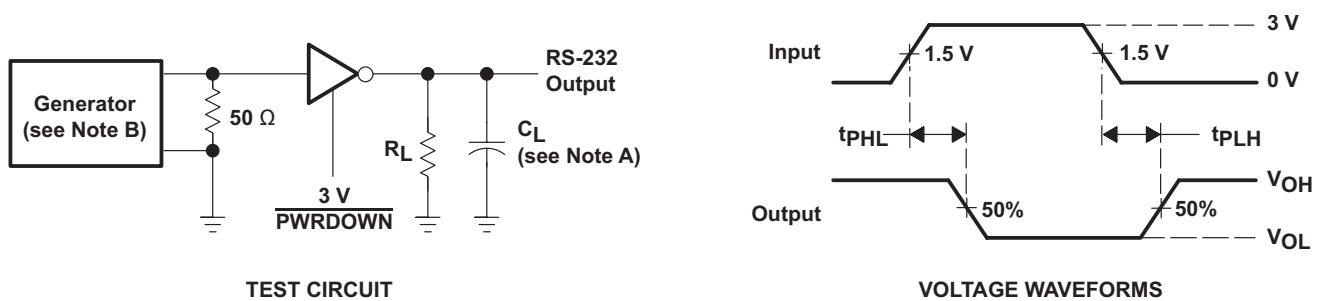 Generator
(see Note B)
50 Ω
3 V
PWRDOWN
RL
CL
(see Note A)
RS-232
Output
TEST CIRCUIT
Input
1.5 V
1.5 V
3 V
0 V
tPHL
tPLH
Output
50%
50%
VOH
VOL
VOLTAGE WAVEFORMS